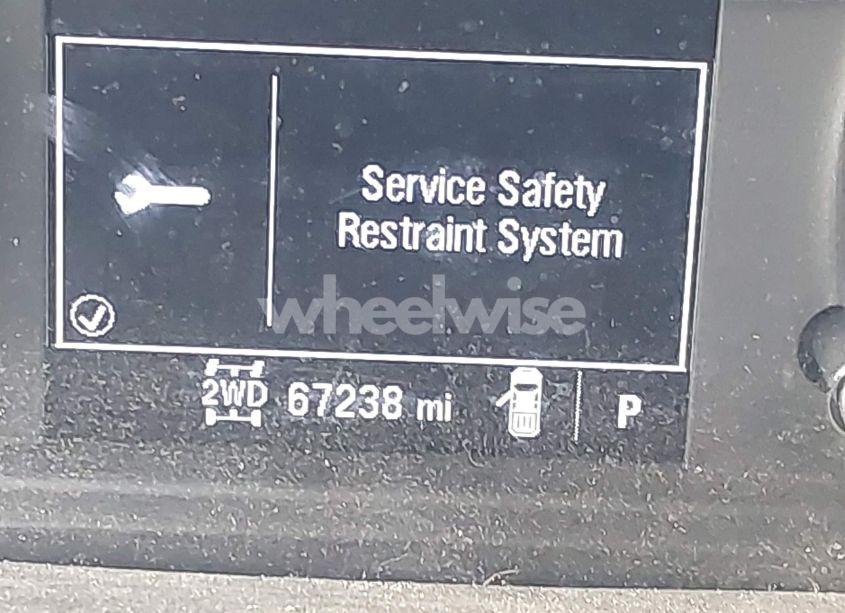 Service Safety
Restraint System
wheelwise
2WD 67238 mi P